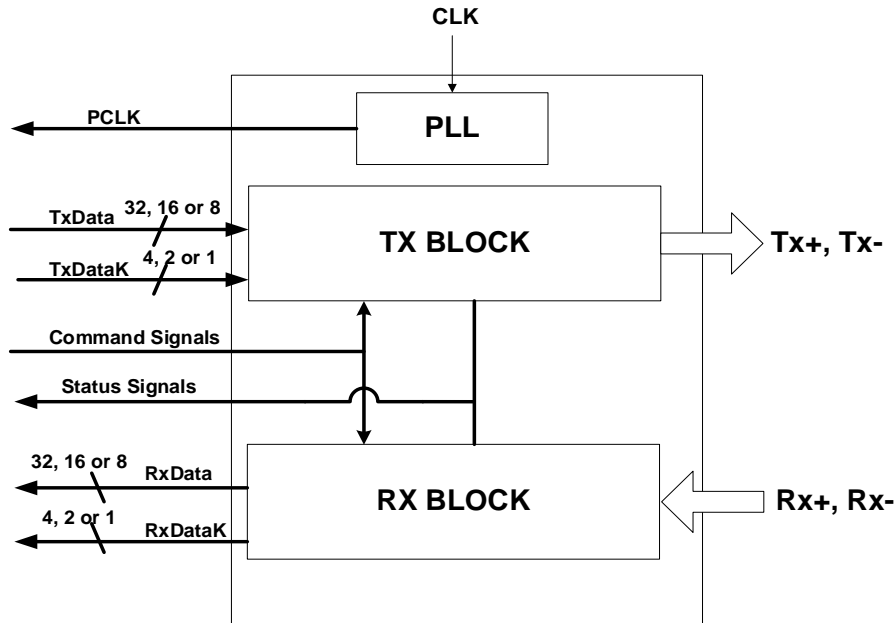 CLK
PLL
PCLK
TxData
32, 16 or 8
TX BLOCK
Tx+, Tx-
TxDataK
4, 2 or 1
Command Signals
Status Signals
32, 16 or 8
RxData
RX BLOCK
Rx+, Rx-
4, 2 or 1
RxDataK